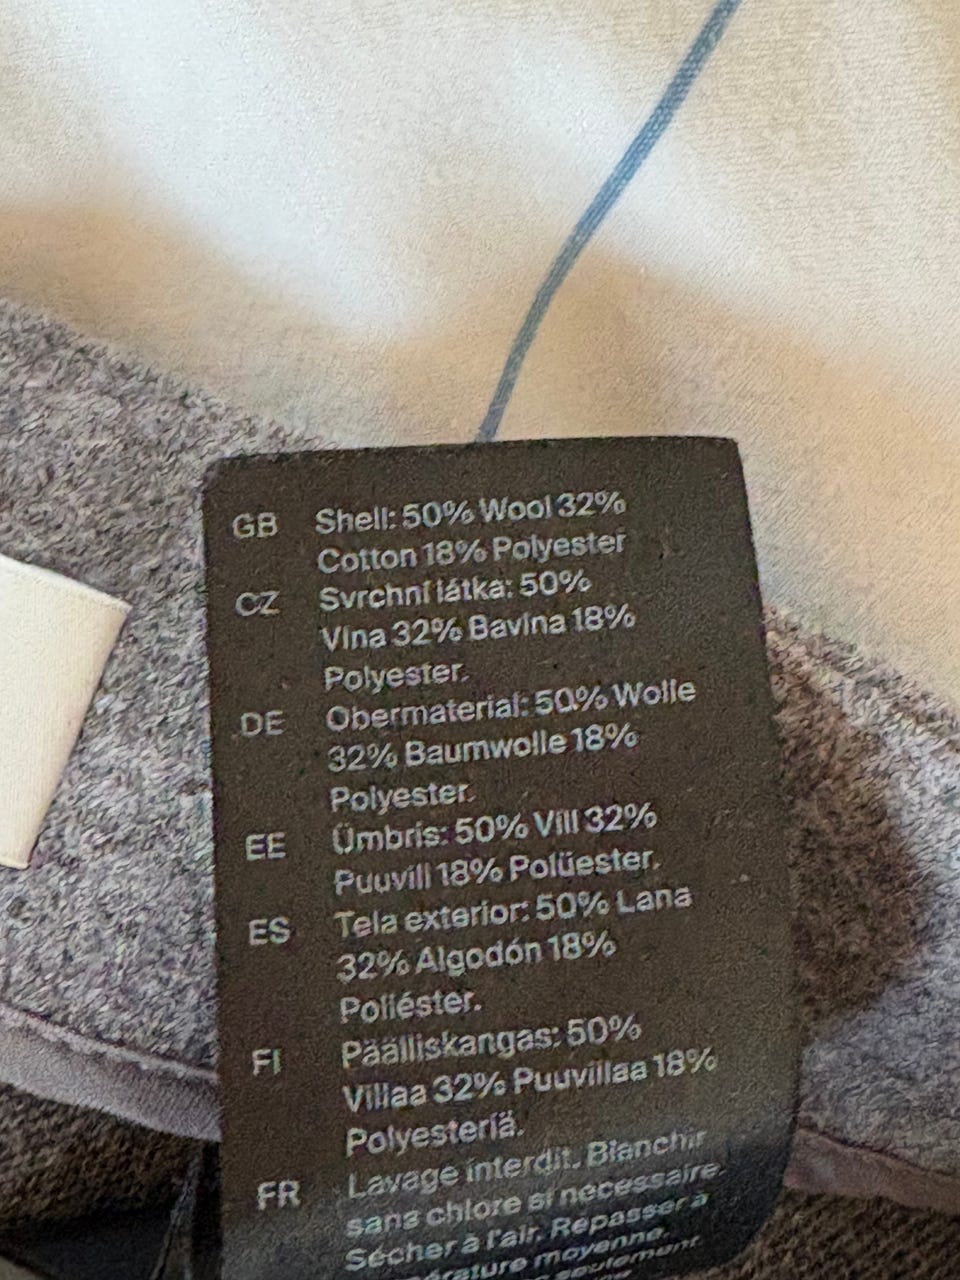 GB Shell: 50% Wool 32%
Cotton 18% Polyester
CZ Svrchní látka: 50%
Vlna 32% Bavlna 18%
Polyester.
DE Obermaterial: 50% Wolle
32% Baumwolle 18%
Polyester.
EE Ümbris: 50% Vill 32%
Puuvill 18% Polüester.
ES Tela exterior: 50% Lana
32% Algodón 18%
Poliéster.
FI Päälliskangas: 50%
Villaa 32% Puuvillaa 18%
Polyesteriä.
FR Lavage interdit. Blanchir
sans chlore si nécessaire.
Sécher à l'air. Repasser à
moyenne.
seulement